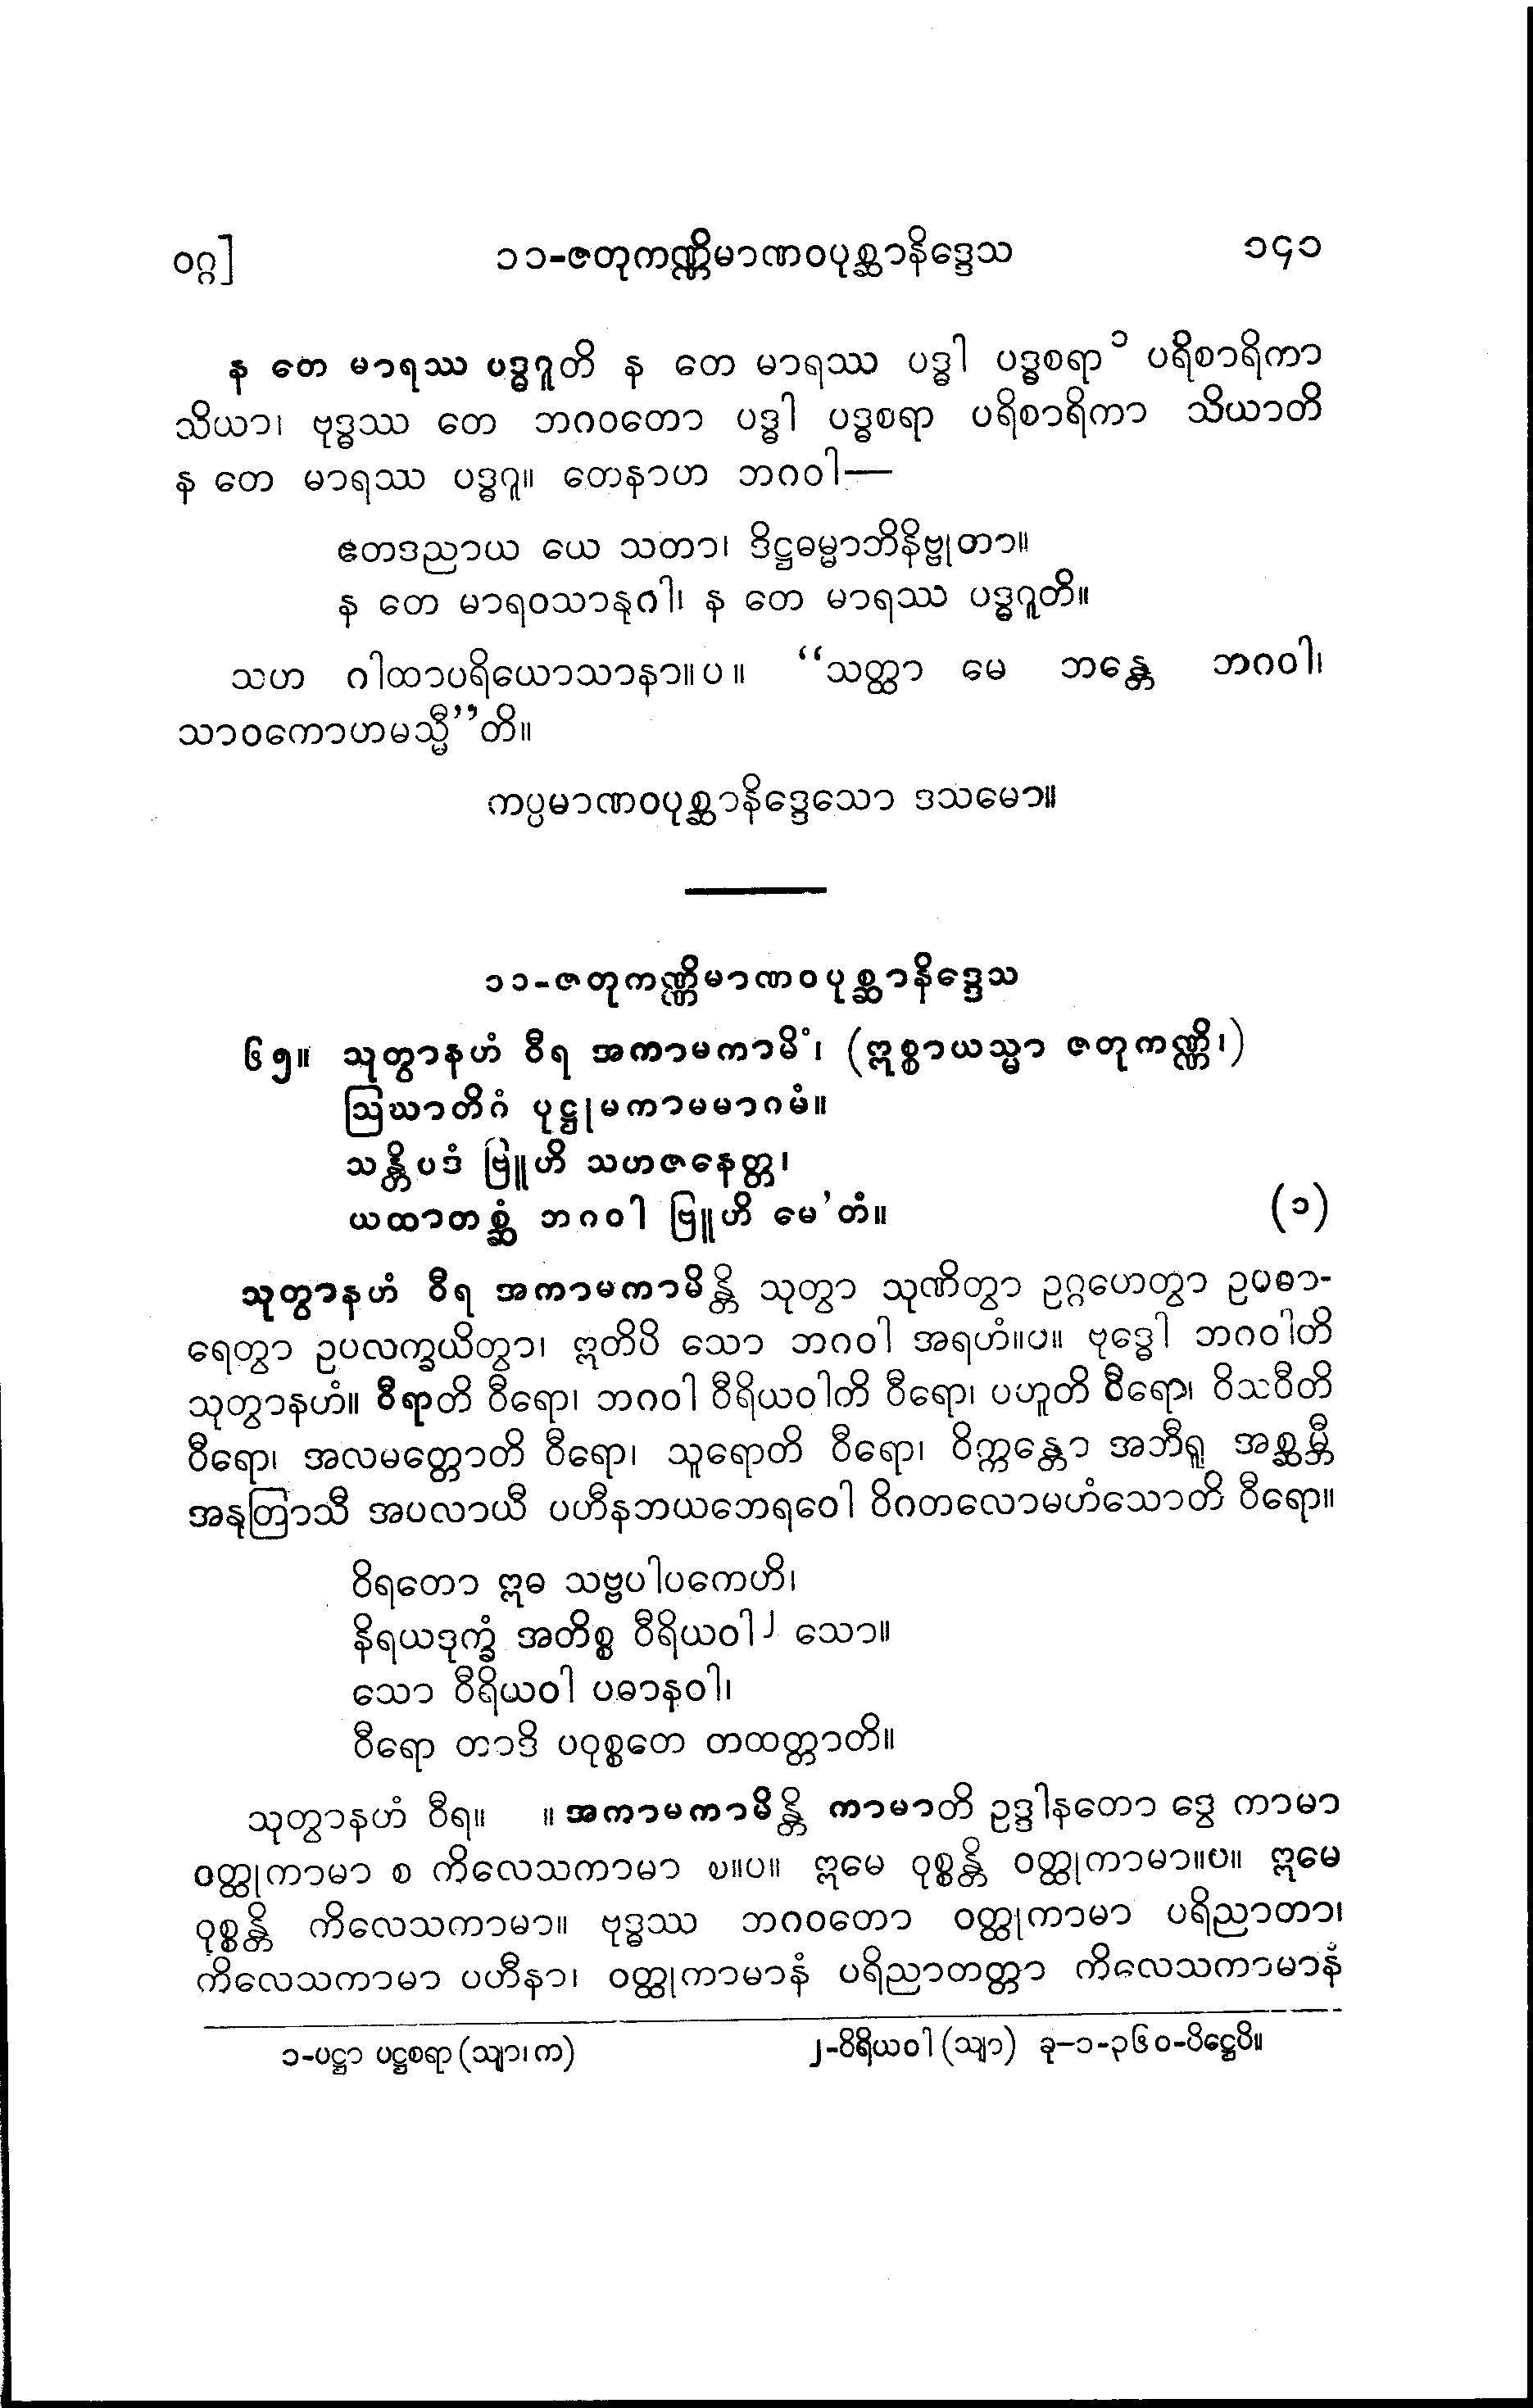 ဝဂ္ဂ] ၁၁-ဇတုကဏ္ဏိမာဏဝပုစ္ဆာနိဒ္ဒေသ ၁၄၁
န တေ မာရဿ ပဒ္ဓဂူတိ န တေ မာရဿ ပဒ္ဓါ ပဒ္ဓစရာ ၁ ပရိစာရိကာ
သိယာ၊ ဗုဒ္ဓဿ တေ ဘဂဝတော ပဒ္ဓါ ပဒ္ဓစရာ ပရိစာရိကာ သိယာတိ
န တေ မာရဿ ပဒ္ဓဂူ။ တေနာဟ ဘဂဝါ—
ဧတဒညာယ ယေ သတာ၊ ဒိဋ္ဌဓမ္မာဘိနိဗ္ဗုတာ။
န တေ မာရဝသာနုဂါ၊ န တေ မာရဿ ပဒ္ဓဂူတိ။
သဟ ဂါထာပရိယောသာနာ။ပ။ “သတ္ထာ မေ ဘန္တေ ဘဂဝါ၊
သာဝကောဟမသ္မီ”တိ။
ကပ္ပမာဏဝပုစ္ဆာနိဒ္ဒေသော ဒသမော။
၁၁-ဇတုကဏ္ဏိမာဏဝပုစ္ဆာနိဒ္ဒေသ
၆၅။ သုတွာနဟံ ဝီရ အကာမကာမိံ၊ (ဣစ္စာယသ္မာ ဇတုကဏ္ဏိ၊)
ဩဃာတိဂံ ပုဋ္ဌုမကာမမာဂမံ။
သန္တိပဒံ ဗြူဟိ သဟဇနေတ္တ၊
ယထာတစ္ဆံ ဘဂဝါ ဗြူဟိ မေ’တံ။ (၁)
သုတွာနဟံ ဝီရ အကာမကာမိန္တိ သုတွာ သုဏိတွာ ဥဂ္ဂဟေတွာ ဥပဓာ-
ရေတွာ ဥပလက္ခယိတွာ၊ ဣတိပိ သော ဘဂဝါ အရဟံ။ပ။ ဗုဒ္ဓေါ ဘဂဝါတိ
သုတွာနဟံ။ ဝီရာတိ ဝီရော၊ ဘဂဝါ ဝီရိယဝါတိ ဝီရော၊ ပဟူတိ ဝီရော၊ ဝိသဝီတိ
ဝီရော၊ အလမတ္တောတိ ဝီရော၊ သူရောတိ ဝီရော၊ ဝိက္ကန္တော အဘီရူ အစ္ဆမ္ဘီ
အနုတြာသီ အပလာယီ ပဟီနဘယဘေရဝေါ ဝိဂတလောမဟံသောတိ ဝီရော။
ဝိရတော ဣဓ သဗ္ဗပါပကေဟိ၊
နိရယဒုက္ခံ အတိစ္စ ဝီရိယဝါ ၂ သော။
သော ဝီရိယဝါ ပဓာနဝါ၊
ဝီရော တာဒိ ပဝုစ္စတေ တထတ္တာတိ။
သုတွာနဟံ ဝီရ။ ။အကာမကာမိန္တိ ကာမာတိ ဥဒ္ဒါနတော ဒွေ ကာမာ
ဝတ္ထုကာမာ စ ကိလေသကာမာ စ။ပ။ ဣမေ ဝုစ္စန္တိ ဝတ္ထုကာမာ။ပ။ ဣမေ
ဝုစ္စန္တိ ကိလေသကာမာ။ ဗုဒ္ဓဿ ဘဂဝတော ဝတ္ထုကာမာ ပရိညာတာ၊
ကိလေသကာမာ ပဟီနာ၊ ဝတ္ထုကာမာနံ ပရိညာတတ္တာ ကိလေသကာမာနံ
၁-ပဋ္ဌာ ပဋ္ဌစရာ (သျာ၊ က) ၂-ဝိရိယဝါ (သျာ) ခု-၁-၃၆၀-ပိဋ္ဌေပိ။